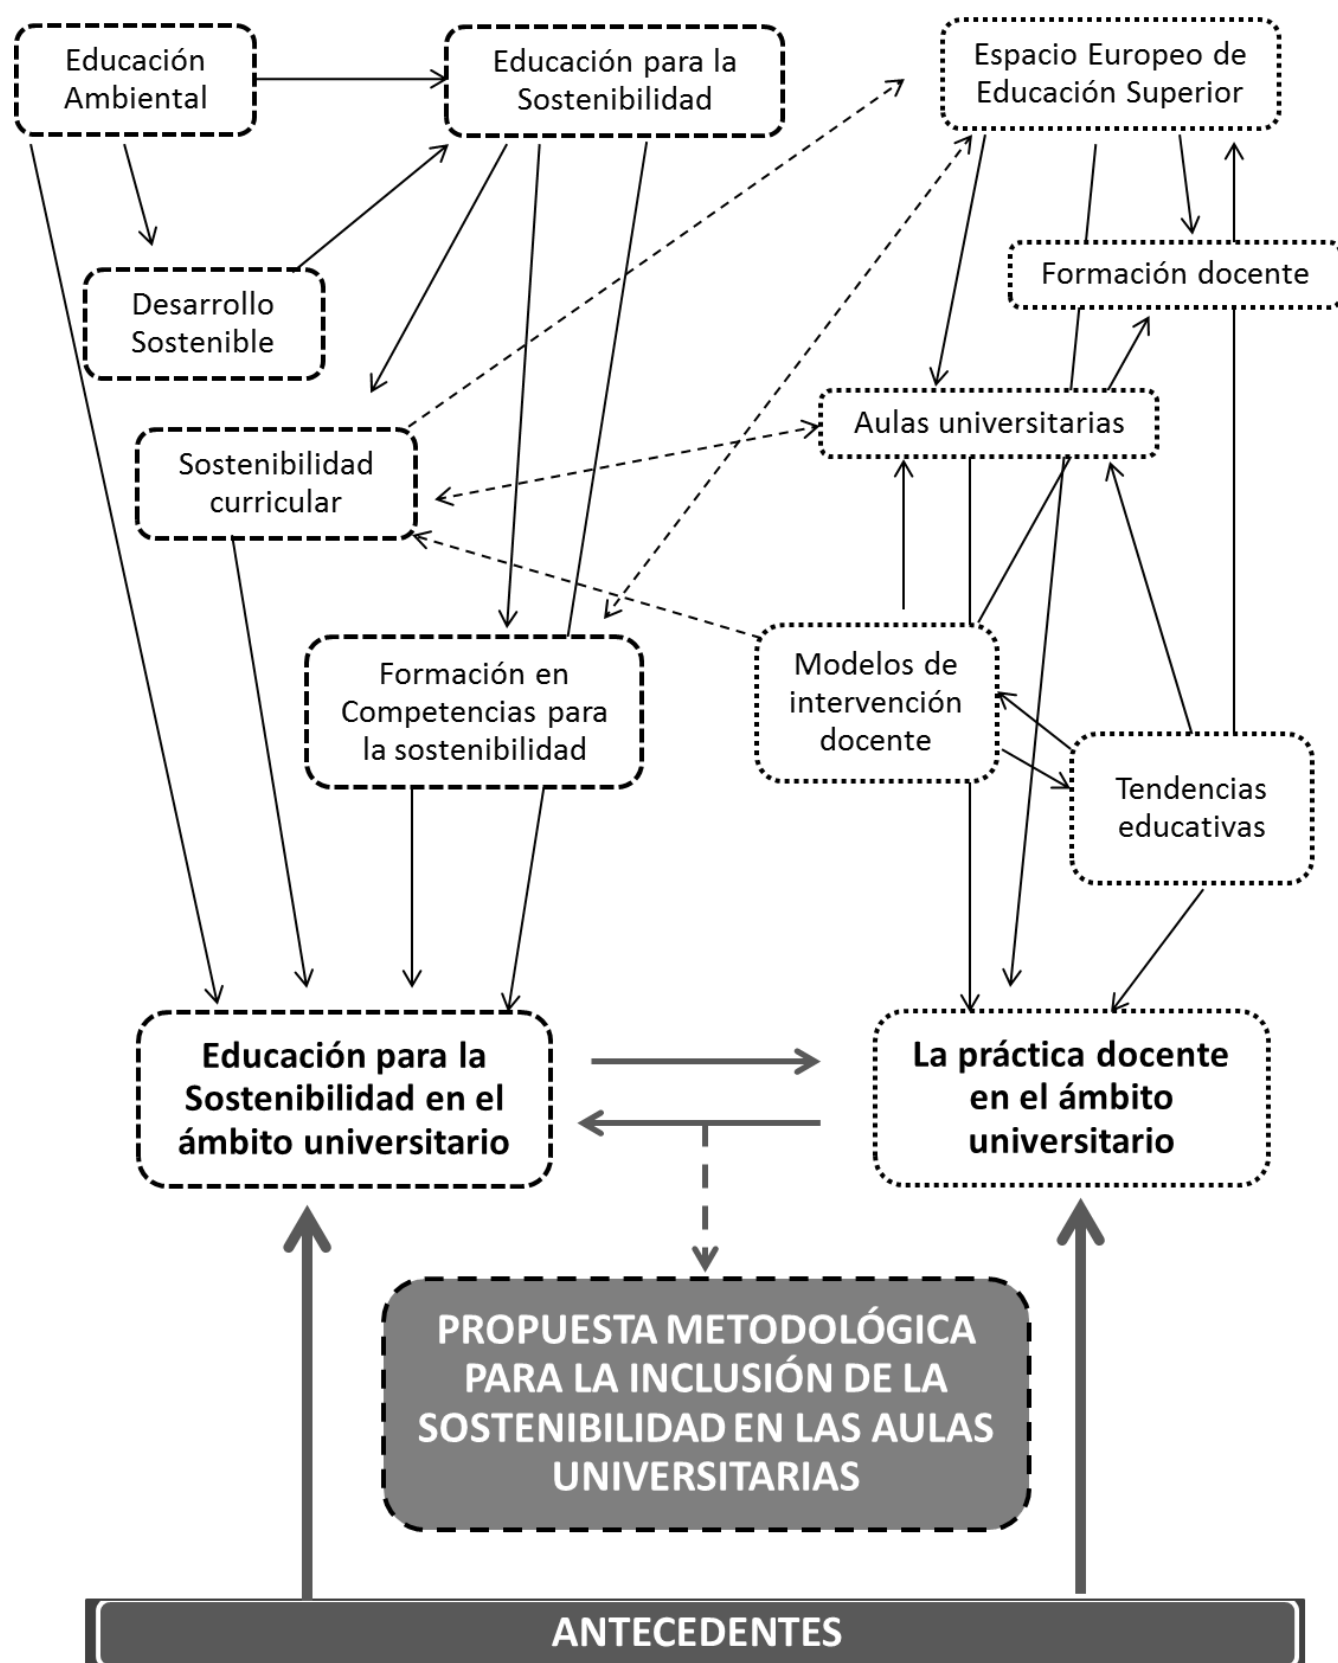 Educación
Ambiental
Educación para la
Sostenibilidad
Espacio Europeo de
Educación Superior
Formación docente
Desarrollo
Sostenible
Aulas universitarias
Sostenibilidad
curricular
Formación en
Competencias para
la sostenibilidad
Modelos de
intervención
docente
Tendencias
educativas
Educación para la
Sostenibilidad en el
ámbito universitario
La práctica docente
en el ámbito
universitario
PROPUESTA METODOLÓGICA
PARA LA INCLUSIÓN DE LA
SOSTENIBILIDAD EN LAS AULAS
UNIVERSITARIAS
ANTECEDENTES